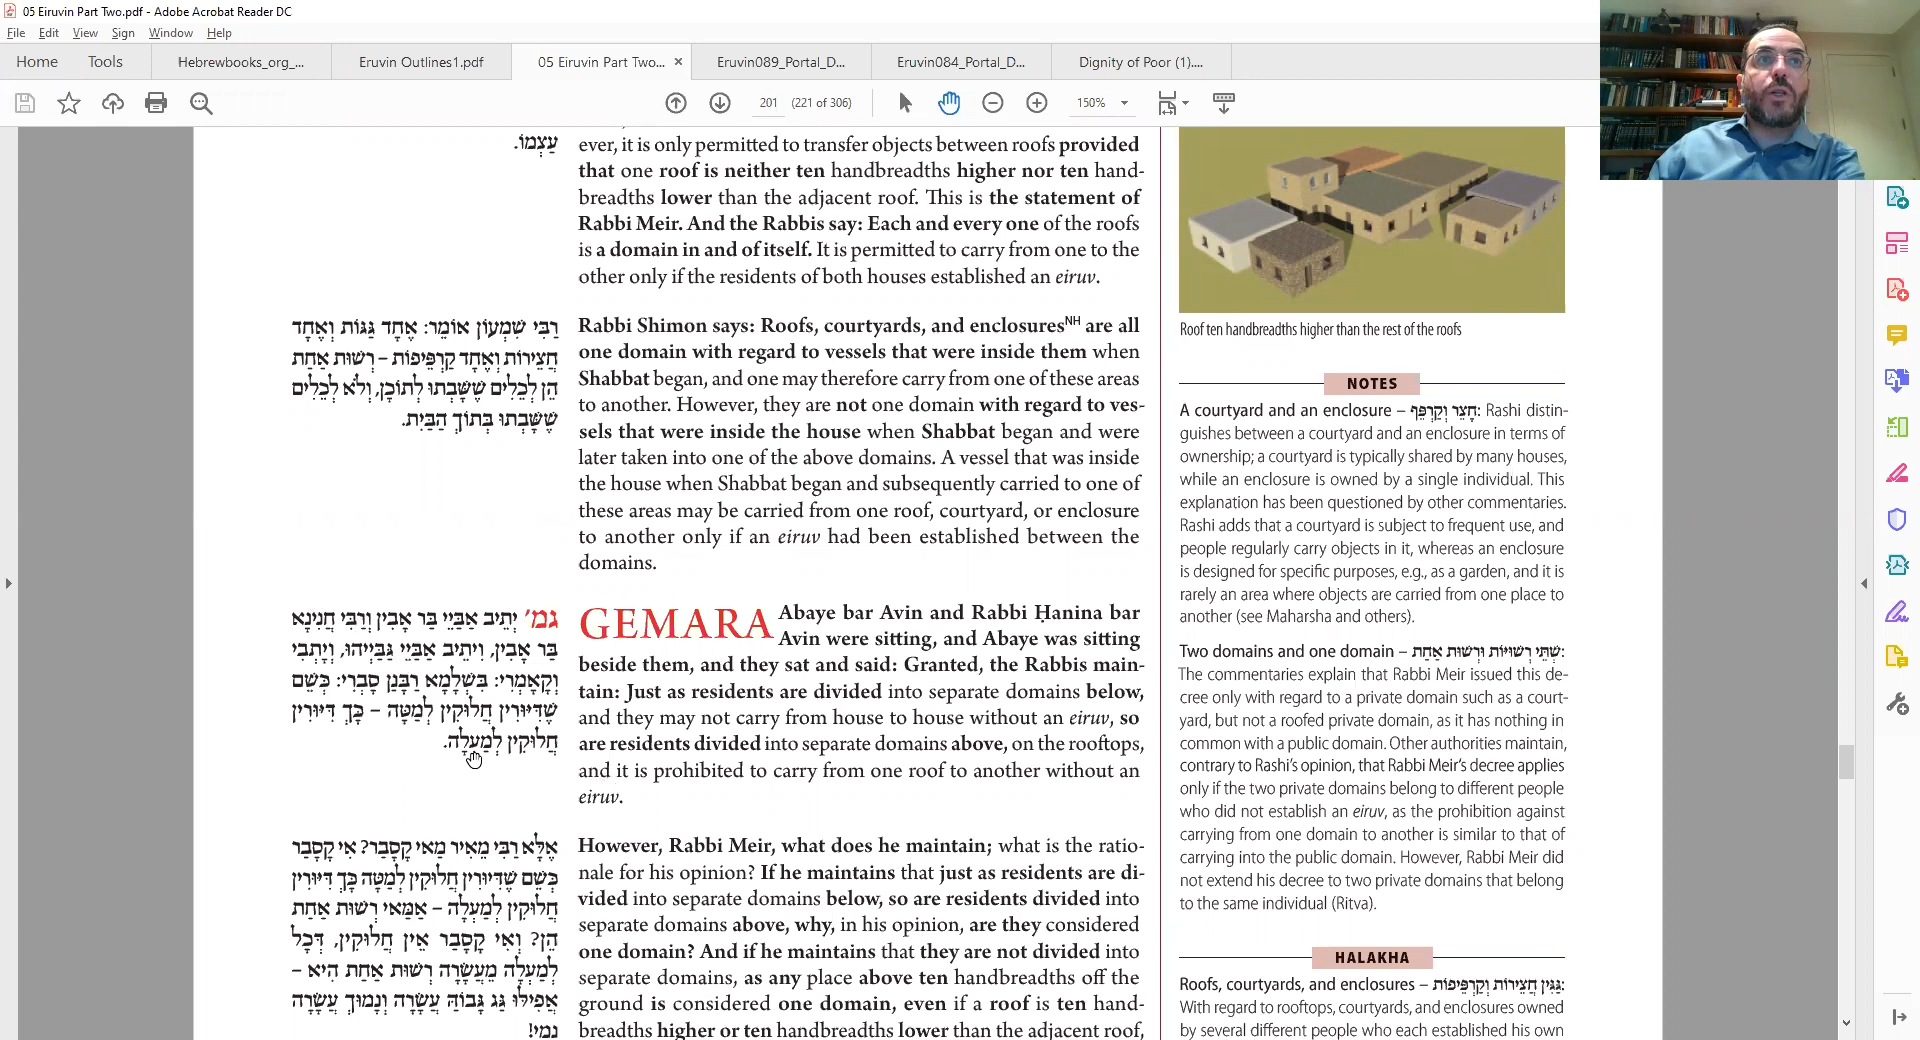 05 Eiruvin Part Two.pdf - Adobe Acrobat Reader DC
File Edit View Sign Window Help
Home Tools Hebrewbooks_org_... Eruvin Outlines1.pdf 05 Eiruvin Part Two... × Eruvin089_Portal_D... Eruvin084_Portal_D... Dignity of Poor (1)....
201 (221 of 306) 150%
עַצְמוֹ.
ever, it is only permitted to transfer objects between roofs provided
that one roof is neither ten handbreadths higher nor ten hand-
breadths lower than the adjacent roof. This is the statement of
Rabbi Meir. And the Rabbis say: Each and every one of the roofs
is a domain in and of itself. It is permitted to carry from one to the
other only if the residents of both houses established an eiruv.
רַבִּי שִׁמְעוֹן אוֹמֵר: אֶחָד גַּגּוֹת וְאֶחָד
חֲצֵירוֹת וְאֶחָד קַרְפֵּיפוֹת – רְשׁוּת אַחַת
הֵן לְכֵלִים שֶׁשָּׁבְתוּ לְתוֹכָן, וְלֹא לְכֵלִים
שֶׁשָּׁבְתוּ בְּתוֹךְ הַבַּיִת.
Rabbi Shimon says: Roofs, courtyards, and enclosuresNH are all
one domain with regard to vessels that were inside them when
Shabbat began, and one may therefore carry from one of these areas
to another. However, they are not one domain with regard to ves-
sels that were inside the house when Shabbat began and were
later taken into one of the above domains. A vessel that was inside
the house when Shabbat began and subsequently carried to one of
these areas may be carried from one roof, courtyard, or enclosure
to another only if an eiruv had been established between the
domains.
גמ׳ יְתֵיב אַבַּיֵי בַּר אָבִין וְרַבִּי חֲנִינָא
בַּר אָבִין, וִיתֵיב אַבַּיֵי גַּבַּיְיהוּ, וְיָתְבִי
וְקָאָמְרִי: בִּשְׁלָמָא רַבָּנַן סָבְרִי: כְּשֵׁם
שֶׁדִּיּוּרִין חֲלוּקִין לְמַטָּה – כָּךְ דִּיּוּרִין
חֲלוּקִין לְמַעְלָה.
GEMARA Abaye bar Avin and Rabbi Ḥanina bar
Avin were sitting, and Abaye was sitting
beside them, and they sat and said: Granted, the Rabbis main-
tain: Just as residents are divided into separate domains below,
and they may not carry from house to house without an eiruv, so
are residents divided into separate domains above, on the rooftops,
and it is prohibited to carry from one roof to another without an
eiruv.
אֶלָּא רַבִּי מֵאִיר מַאי קָסָבַר? אִי קָסָבַר
כְּשֵׁם שֶׁדִּיּוּרִין חֲלוּקִין לְמַטָּה כָּךְ דִּיּוּרִין
חֲלוּקִין לְמַעְלָה – אַמַּאי רְשׁוּת אַחַת
הֵן? וְאִי קָסָבַר אֵין חֲלוּקִין, דְּכָל
לְמַעְלָה מֵעֲשָׂרָה רְשׁוּת אַחַת הִיא –
אֲפִילּוּ גַּג גָּבוֹהַּ עֲשָׂרָה וְנָמוּךְ עֲשָׂרָה
נַמִי!
However, Rabbi Meir, what does he maintain; what is the ratio-
nale for his opinion? If he maintains that just as residents are di-
vided into separate domains below, so are residents divided into
separate domains above, why, in his opinion, are they considered
one domain? And if he maintains that they are not divided into
separate domains, as any place above ten handbreadths off the
ground is considered one domain, even if a roof is ten hand-
breadths higher or ten handbreadths lower than the adjacent roof,
Roof ten handbreadths higher than the rest of the roofs
NOTES
A courtyard and an enclosure – חָצֵר וְקַרְפֵּף: Rashi distin-
guishes between a courtyard and an enclosure in terms of
ownership; a courtyard is typically shared by many houses,
while an enclosure is owned by a single individual. This
explanation has been questioned by other commentaries.
Rashi adds that a courtyard is subject to frequent use, and
people regularly carry objects in it, whereas an enclosure
is designed for specific purposes, e.g., as a garden, and it is
rarely an area where objects are carried from one place to
another (see Maharsha and others).
Two domains and one domain – שְׁתֵּי רְשׁוּיּוֹת וּרְשׁוּת אַחַת:
The commentaries explain that Rabbi Meir issued this de-
cree only with regard to a private domain such as a court-
yard, but not a roofed private domain, as it has nothing in
common with a public domain. Other authorities maintain,
contrary to Rashi's opinion, that Rabbi Meir's decree applies
only if the two private domains belong to different people
who did not establish an eiruv, as the prohibition against
carrying from one domain to another is similar to that of
carrying into the public domain. However, Rabbi Meir did
not extend his decree to two private domains that belong
to the same individual (Ritva).
HALAKHA
Roofs, courtyards, and enclosures – גַּגִּין חֲצֵירוֹת וְקַרְפֵּיפוֹת:
With regard to rooftops, courtyards, and enclosures owned
by several different people who each established his own